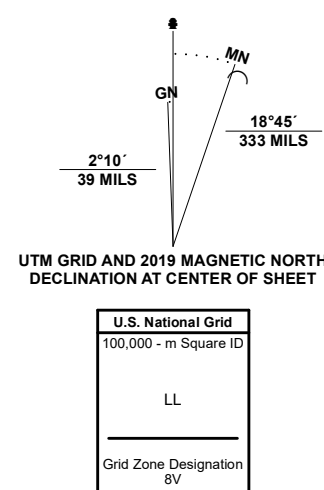 MN
GN
18°45´
333 MILS
2°10´
39 MILS
UTM GRID AND 2019 MAGNETIC NORTH
DECLINATION AT CENTER OF SHEET
U.S. National Grid
100,000 - m Square ID
LL
Grid Zone Designation
8V